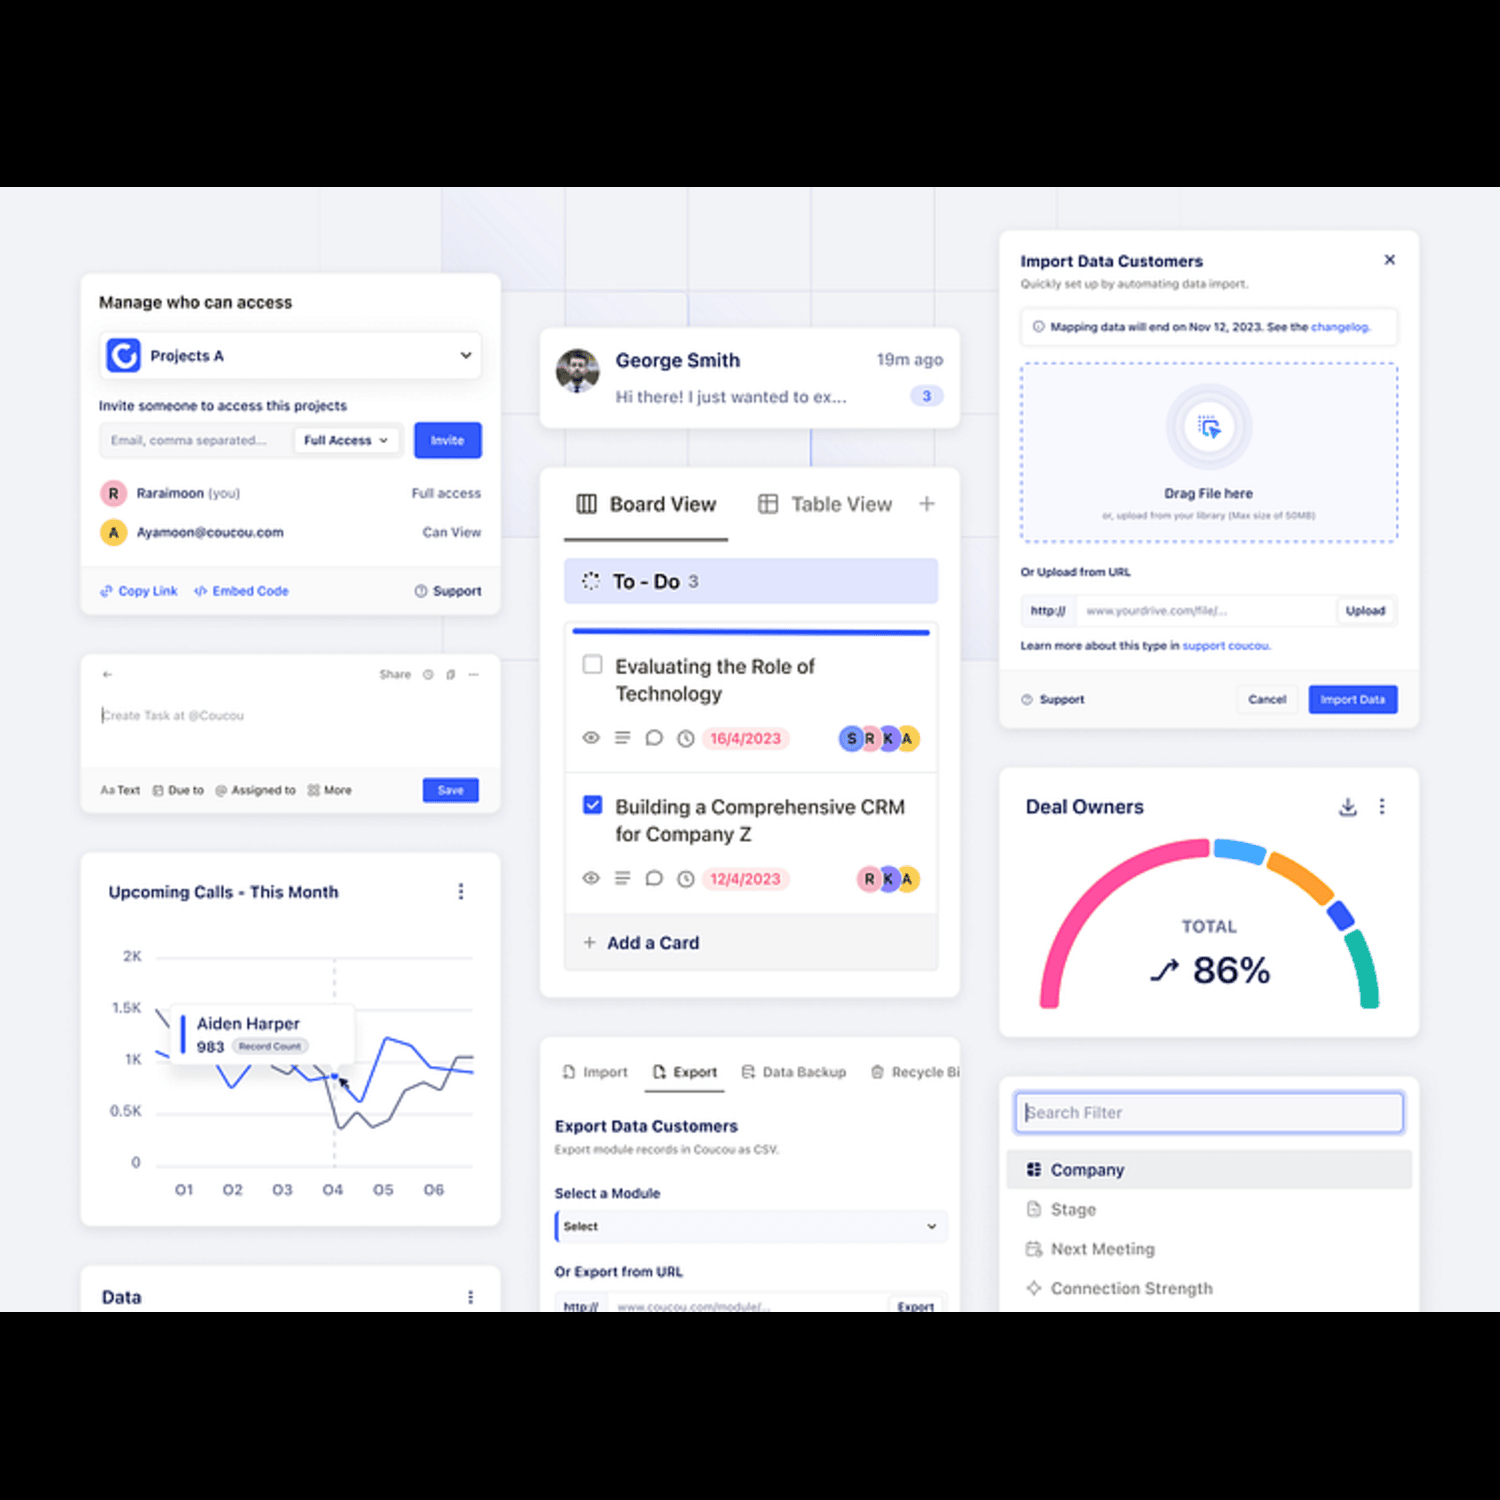 Manage who can access
Projects A
Invite someone to access this projects
Email, comma separated...
Full Access
Invite
R
Raraimoon (you)
Full access
A
Ayamoon@coucou.com
Can View
Copy Link
Embed Code
Support
Share
Create Task at @Coucou
Aa Text
Due to
Assigned to
More
Save
Upcoming Calls - This Month
2K
1.5K
1K
0.5K
0
Aiden Harper
983 Record Count
01 02 03 04 05 06
Data
George Smith
19m ago
Hi there! I just wanted to ex...
3
Board View
Table View
To - Do 3
Evaluating the Role of
Technology
16/4/2023
S R K A
Building a Comprehensive CRM
for Company Z
12/4/2023
R K A
+ Add a Card
Import
Export
Data Backup
Recycle Bi
Export Data Customers
Export module records in Coucou as CSV.
Select a Module
Select
Or Export from URL
http://
www.coucou.com/module/...
Export
Import Data Customers
Quickly set up by automating data import.
Mapping data will end on Nov 12, 2023. See the changelog.
Drag File here
or, upload from your library (Max size of 50MB)
Or Upload from URL
http://
www.yourdrive.com/file/...
Upload
Learn more about this type in support coucou.
Support
Cancel
Import Data
Deal Owners
TOTAL
86%
Search Filter
Company
Stage
Next Meeting
Connection Strength